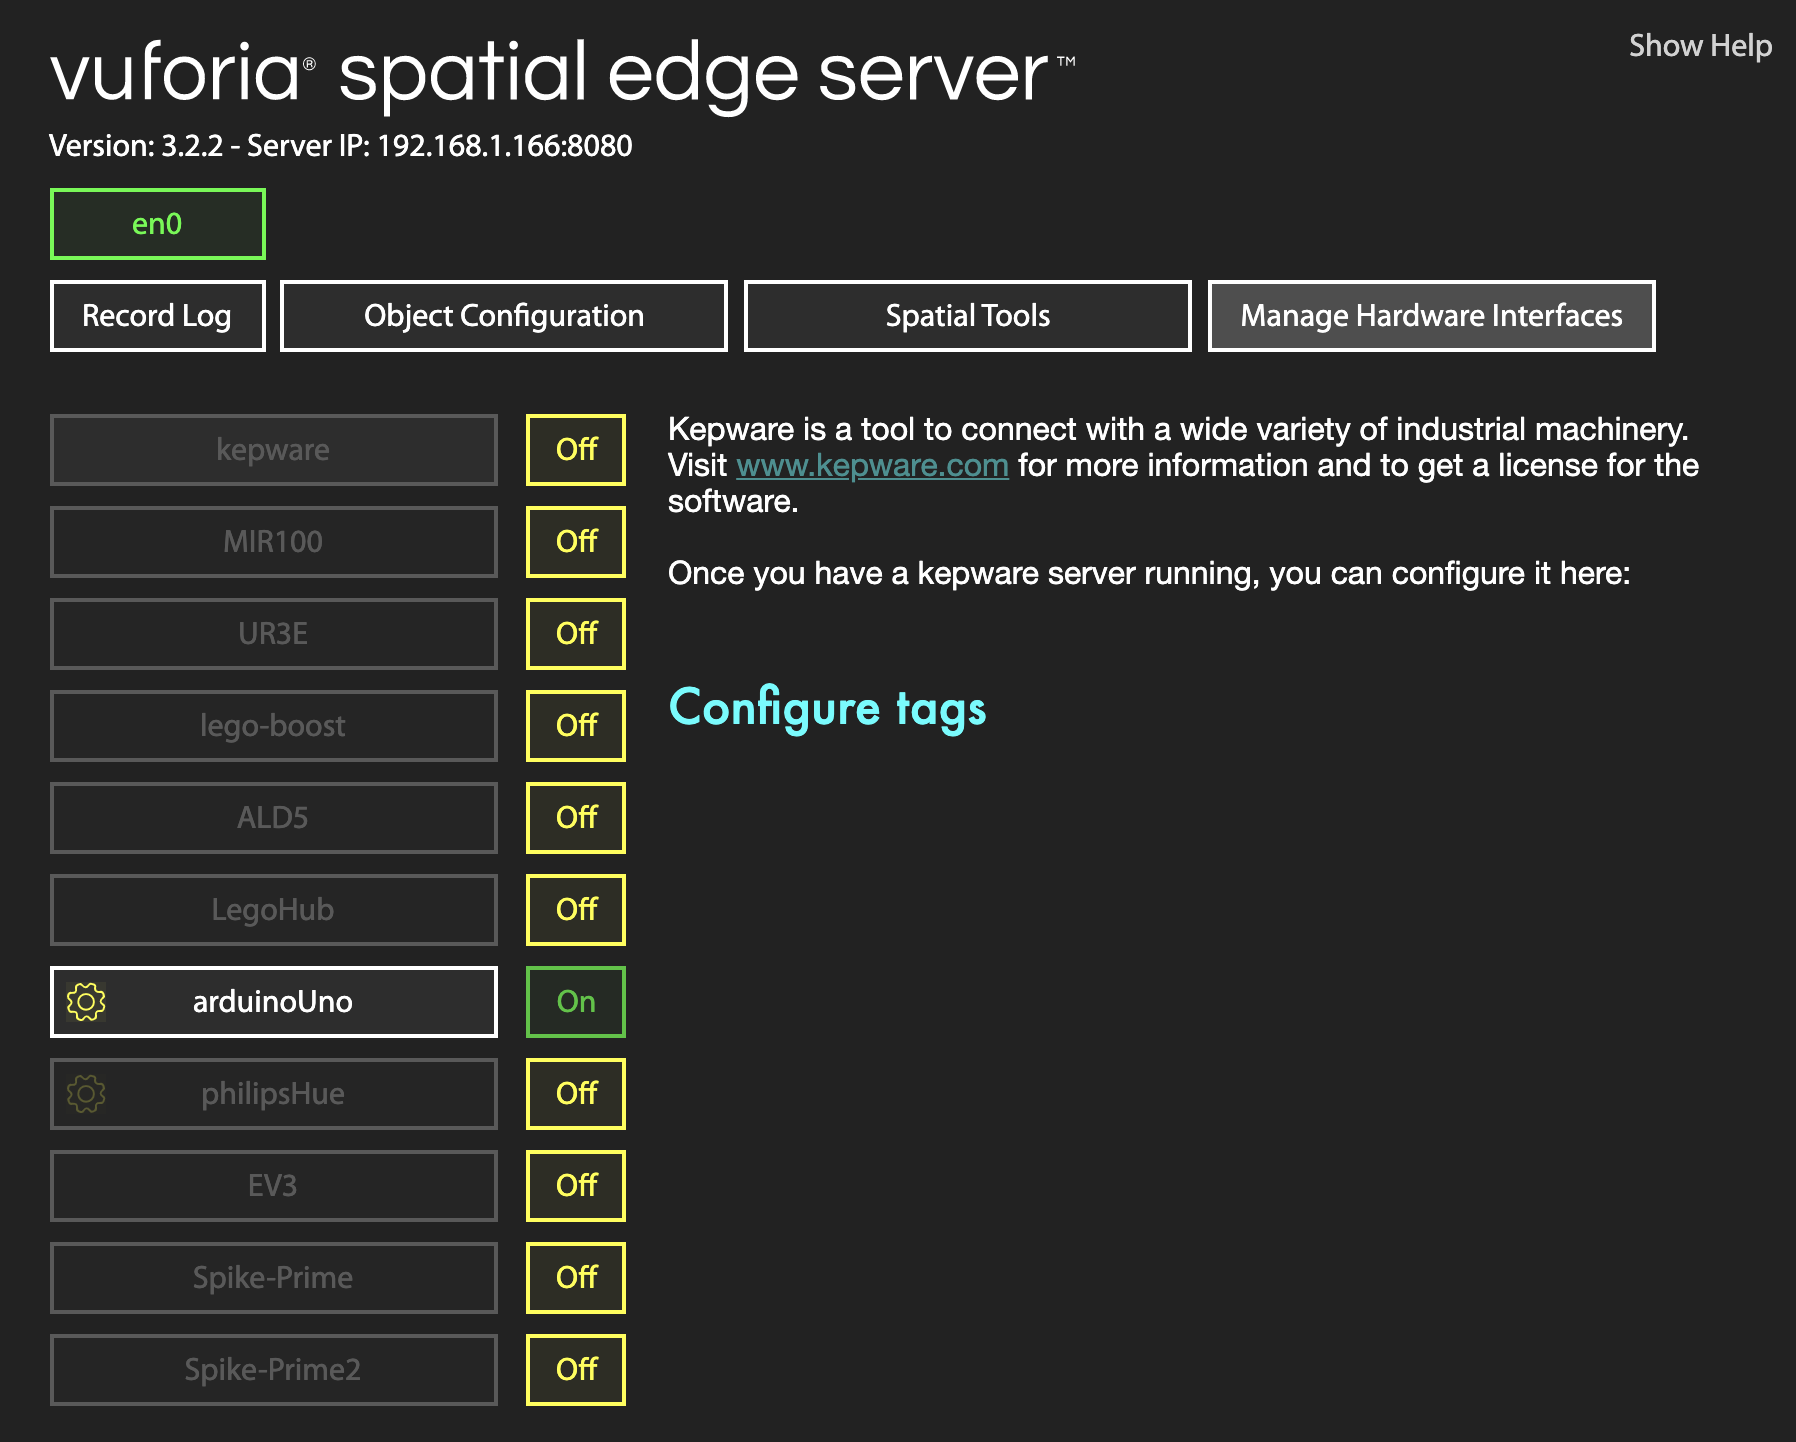 Show Help
vuforia® spatial edge server™
Version: 3.2.2 - Server IP: 192.168.1.166:8080
en0
Record Log
Object Configuration
Spatial Tools
Manage Hardware Interfaces
kepware
Off
MIR100
Off
UR3E
Off
lego-boost
Off
ALD5
Off
LegoHub
Off
arduinoUno
On
philipsHue
Off
EV3
Off
Spike-Prime
Off
Spike-Prime2
Off
Kepware is a tool to connect with a wide variety of industrial machinery.
Visit www.kepware.com for more information and to get a license for the
software.
Once you have a kepware server running, you can configure it here:
Configure tags